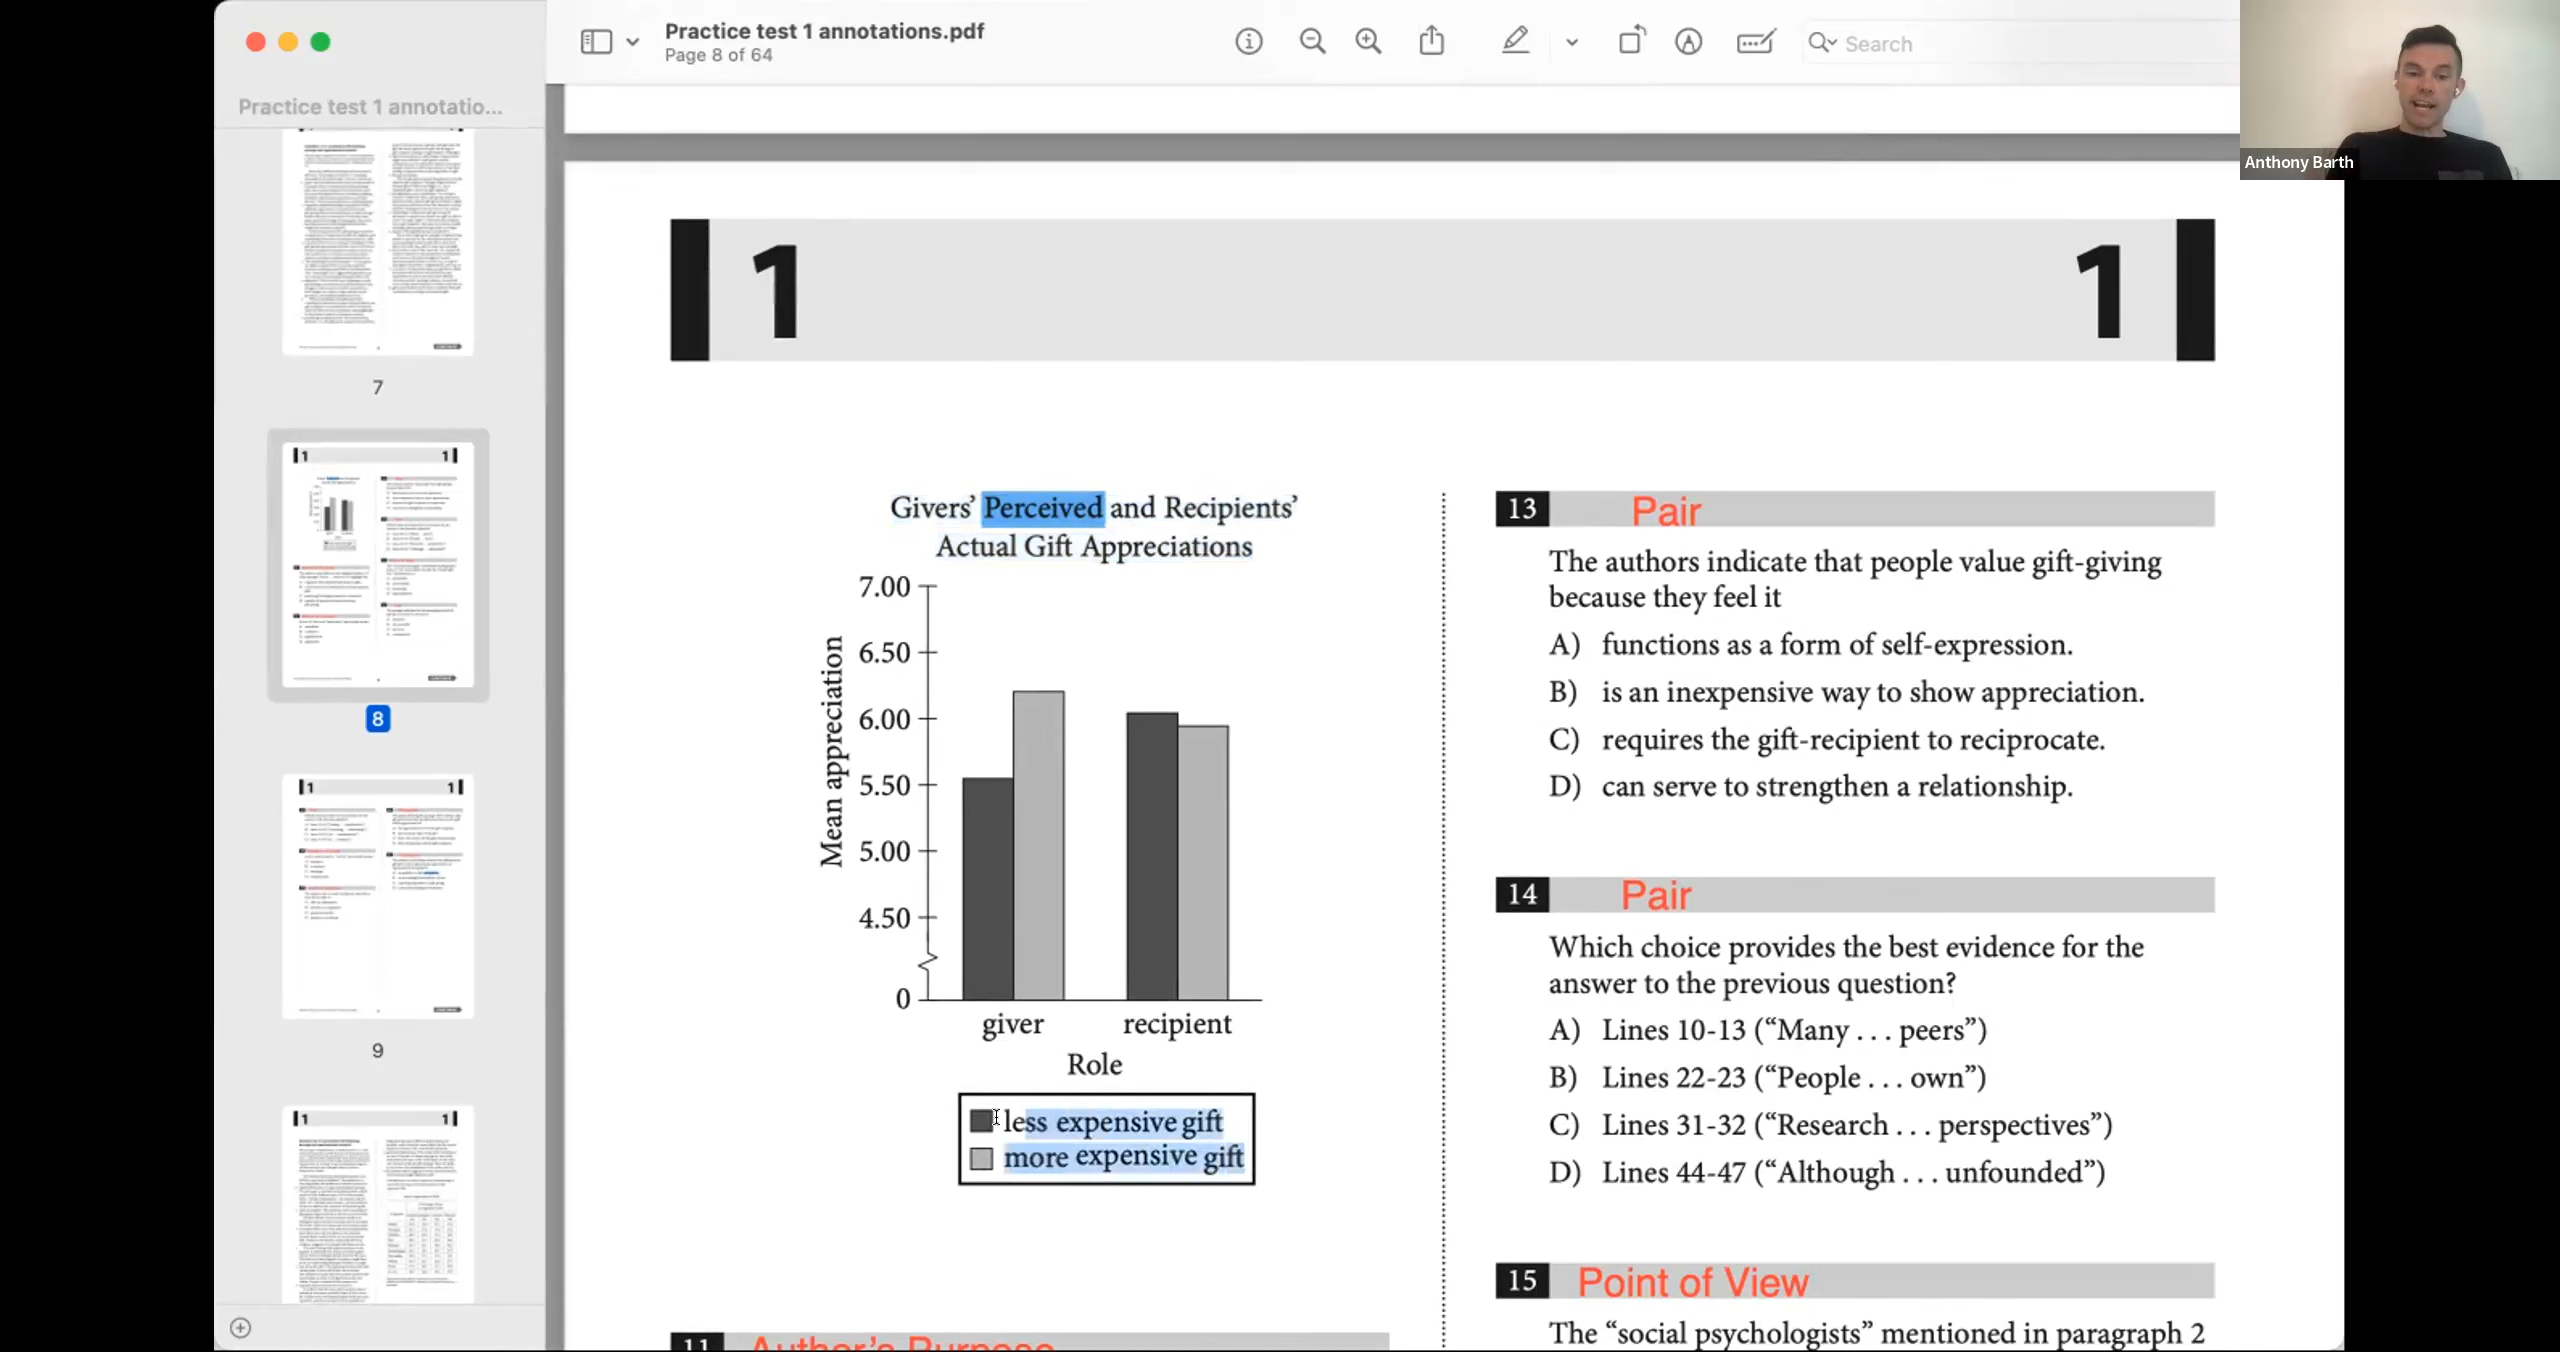 Practice test 1 annotations.pdf
Page 8 of 64
Search
Anthony Barth
Practice test 1 annotatio...
7
8
9
1 1
Givers’ Perceived and Recipients’
Actual Gift Appreciations
Mean appreciation
7.00
6.50
6.00
5.50
5.00
4.50
0
giver recipient
Role
less expensive gift
more expensive gift
11 Author’s Purpose
13 Pair
The authors indicate that people value gift-giving
because they feel it
A) functions as a form of self-expression.
B) is an inexpensive way to show appreciation.
C) requires the gift-recipient to reciprocate.
D) can serve to strengthen a relationship.
14 Pair
Which choice provides the best evidence for the
answer to the previous question?
A) Lines 10-13 (“Many . . . peers”)
B) Lines 22-23 (“People . . . own”)
C) Lines 31-32 (“Research . . . perspectives”)
D) Lines 44-47 (“Although . . . unfounded”)
15 Point of View
The “social psychologists” mentioned in paragraph 2